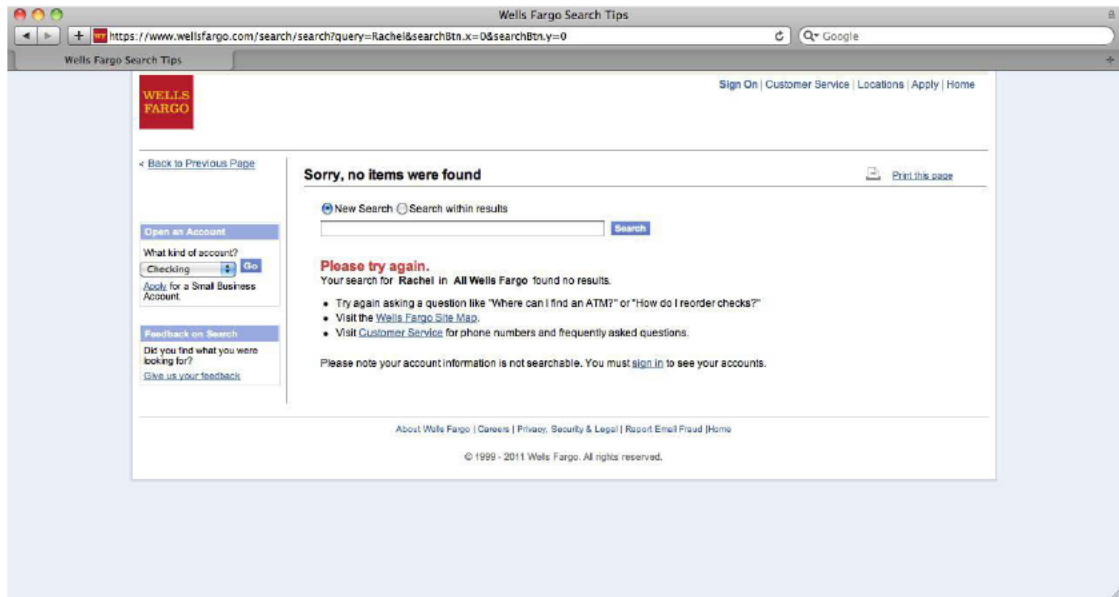 Wells Fargo Search Tips
https://www.wellsfargo.com/search/search?query=Rachel&searchBtn.x=0&searchBtn.y=0
Google
Wells Fargo Search Tips
WELLS
FARGO
Sign On | Customer Service | Locations | Apply | Home
< Back to Previous Page
Sorry, no items were found
Print this page
New Search Search within results
Search
Open an Account
What kind of account?
Checking Go
Apply for a Small Business
Account.
Feedback on Search
Did you find what you were
looking for?
Give us your feedback
Please try again.
Your search for Rachel in All Wells Fargo found no results.
• Try again asking a question like "Where can I find an ATM?" or "How do I reorder checks?"
• Visit the Wells Fargo Site Map.
• Visit Customer Service for phone numbers and frequently asked questions.
Please note your account information is not searchable. You must sign in to see your accounts.
About Wells Fargo | Careers | Privacy, Security & Legal | Report Email Fraud |Home
© 1999 - 2011 Wells Fargo. All rights reserved.